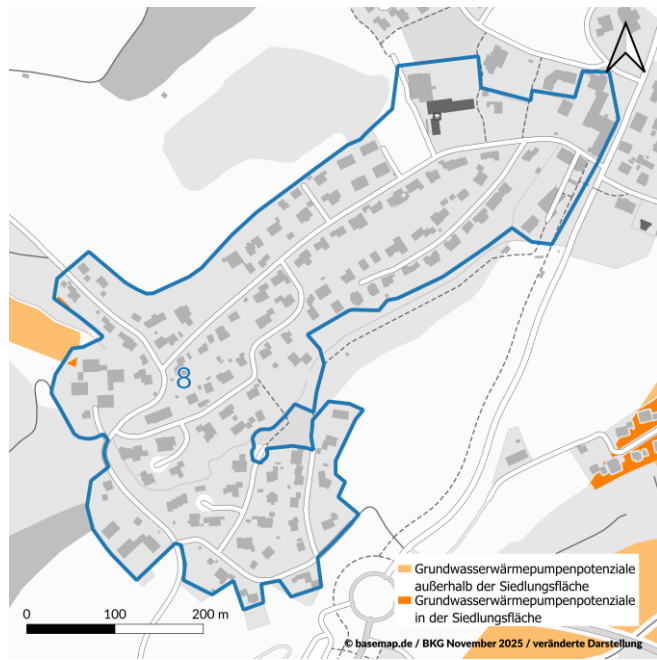 8
Grundwasserwärmepumpenpotenziale
außerhalb der Siedlungsfläche
Grundwasserwärmepumpenpotenziale
in der Siedlungsfläche
0 100 200 m
© basemap.de / BKG November 2025 / veränderte Darstellung